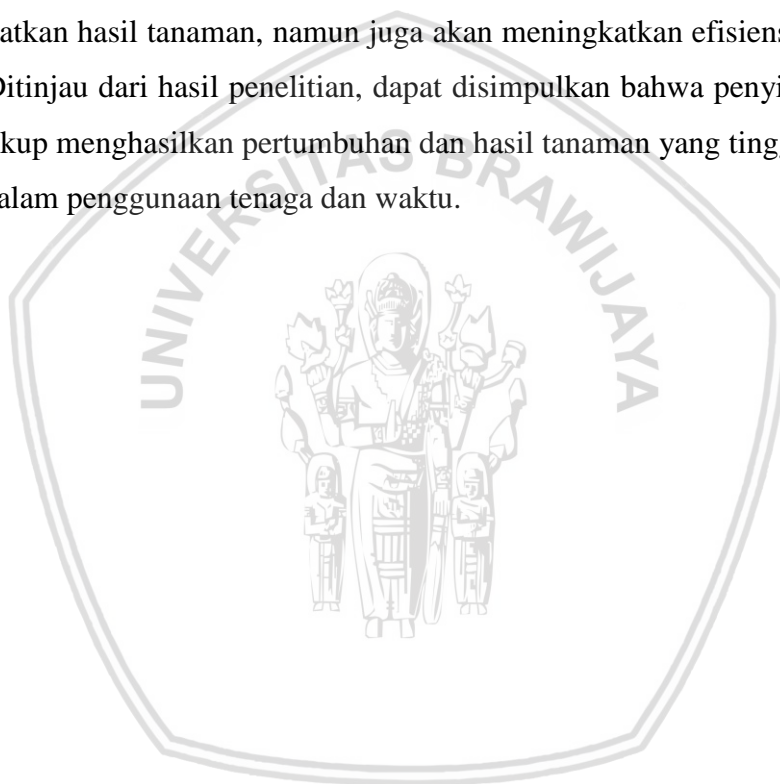 atkan hasil tanaman, namun juga akan meningkatkan efisiens
Ditinjau dari hasil penelitian, dapat disimpulkan bahwa penyi
kup menghasilkan pertumbuhan dan hasil tanaman yang tingg
alam penggunaan tenaga dan waktu.
UNIVERSITAS BRAWIJAYA